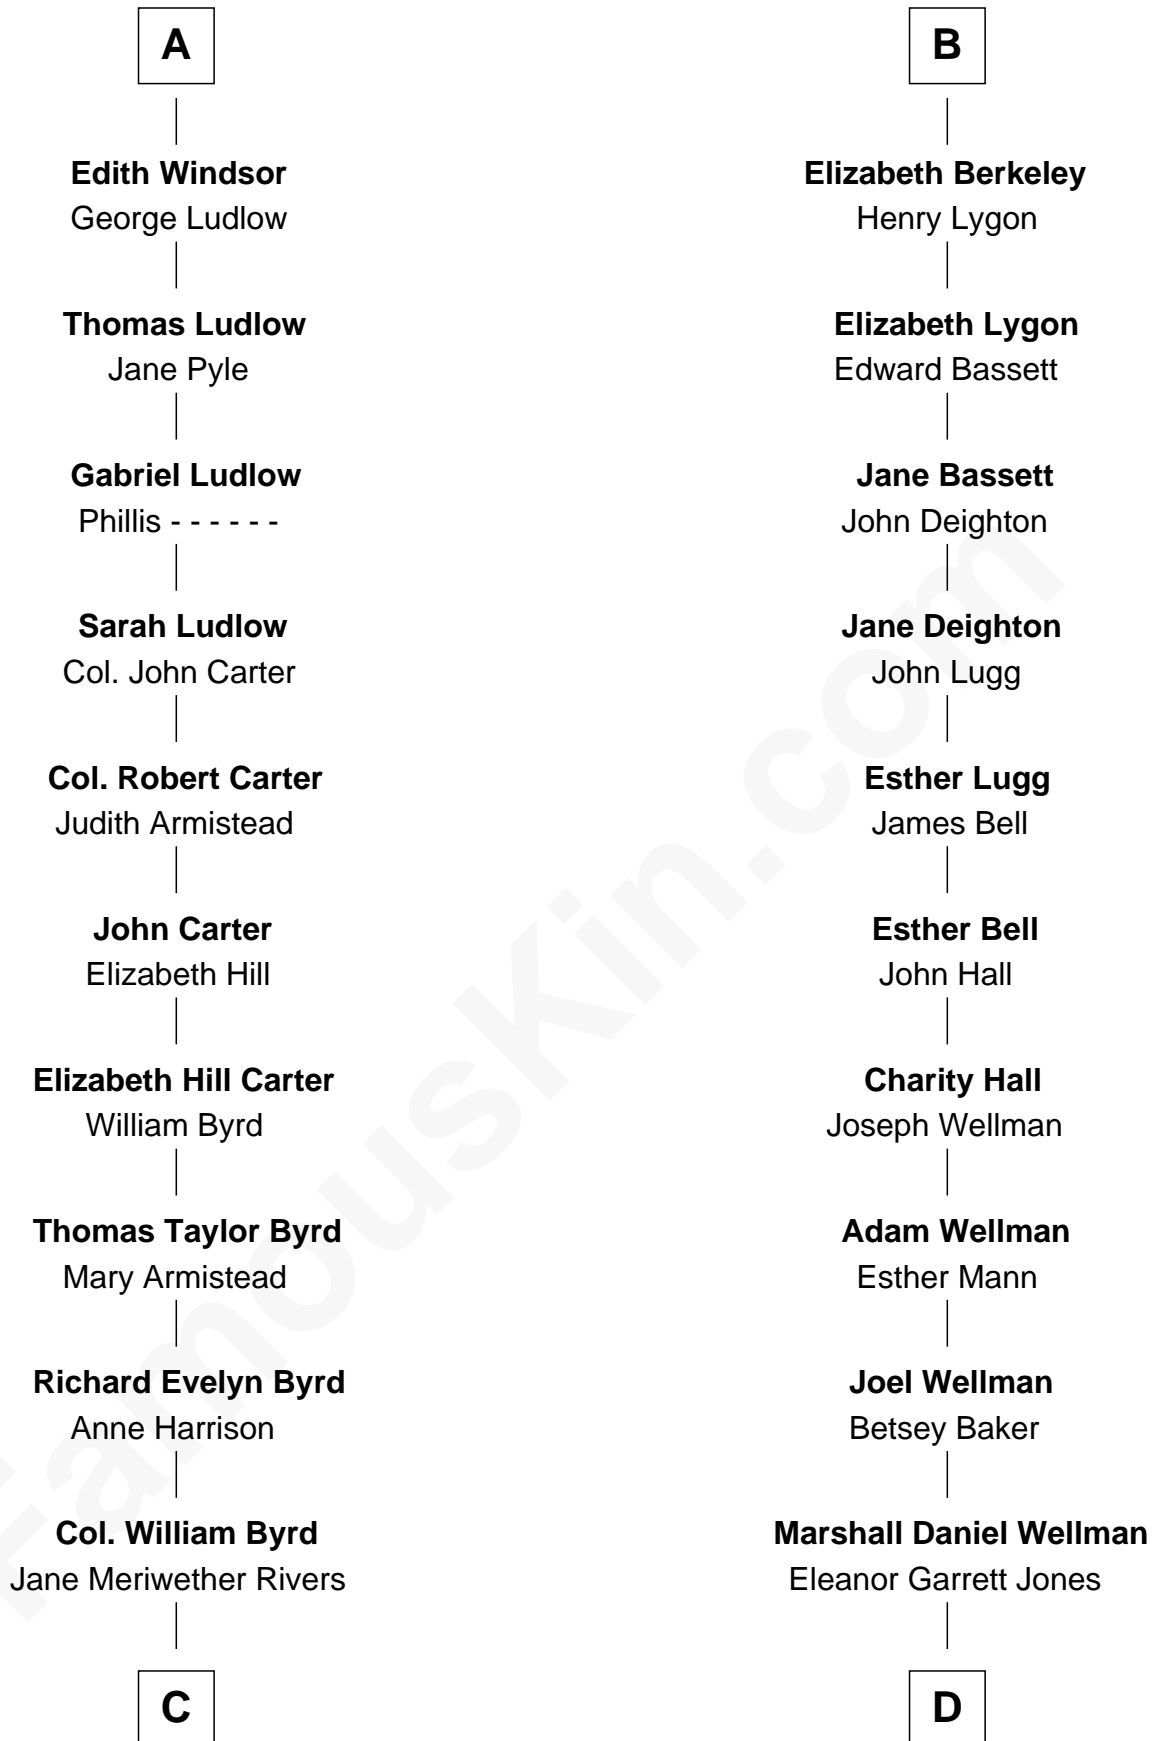 A
Edith Windsor
George Ludlow
Thomas Ludlow
Jane Pyle
Gabriel Ludlow
Phillis - - - - - -
Sarah Ludlow
Col. John Carter
Col. Robert Carter
Judith Armistead
John Carter
Elizabeth Hill
Elizabeth Hill Carter
William Byrd
Thomas Taylor Byrd
Mary Armistead
Richard Evelyn Byrd
Anne Harrison
Col. William Byrd
Jane Meriwether Rivers
C
B
Elizabeth Berkeley
Henry Lygon
Elizabeth Lygon
Edward Bassett
Jane Bassett
John Deighton
Jane Deighton
John Lugg
Esther Lugg
James Bell
Esther Bell
John Hall
Charity Hall
Joseph Wellman
Adam Wellman
Esther Mann
Joel Wellman
Betsey Baker
Marshall Daniel Wellman
Eleanor Garrett Jones
D
FamousKin.com